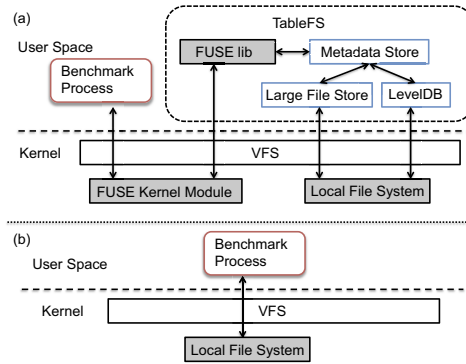 (a)
TableFS
User Space
FUSE lib
Metadata Store
Benchmark
Process
Large File Store
LevelDB
Kernel
VFS
FUSE Kernel Module
Local File System
(b)
Benchmark
Process
User Space
Kernel
VFS
Local File System